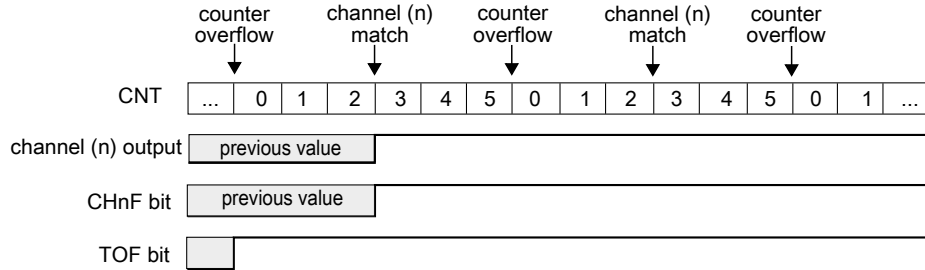 counter overflow channel (n) match counter overflow channel (n) match counter overflow
CNT ... 0 1 2 3 4 5 0 1 2 3 4 5 0 1 ...
channel (n) output previous value
CHnF bit previous value
TOF bit